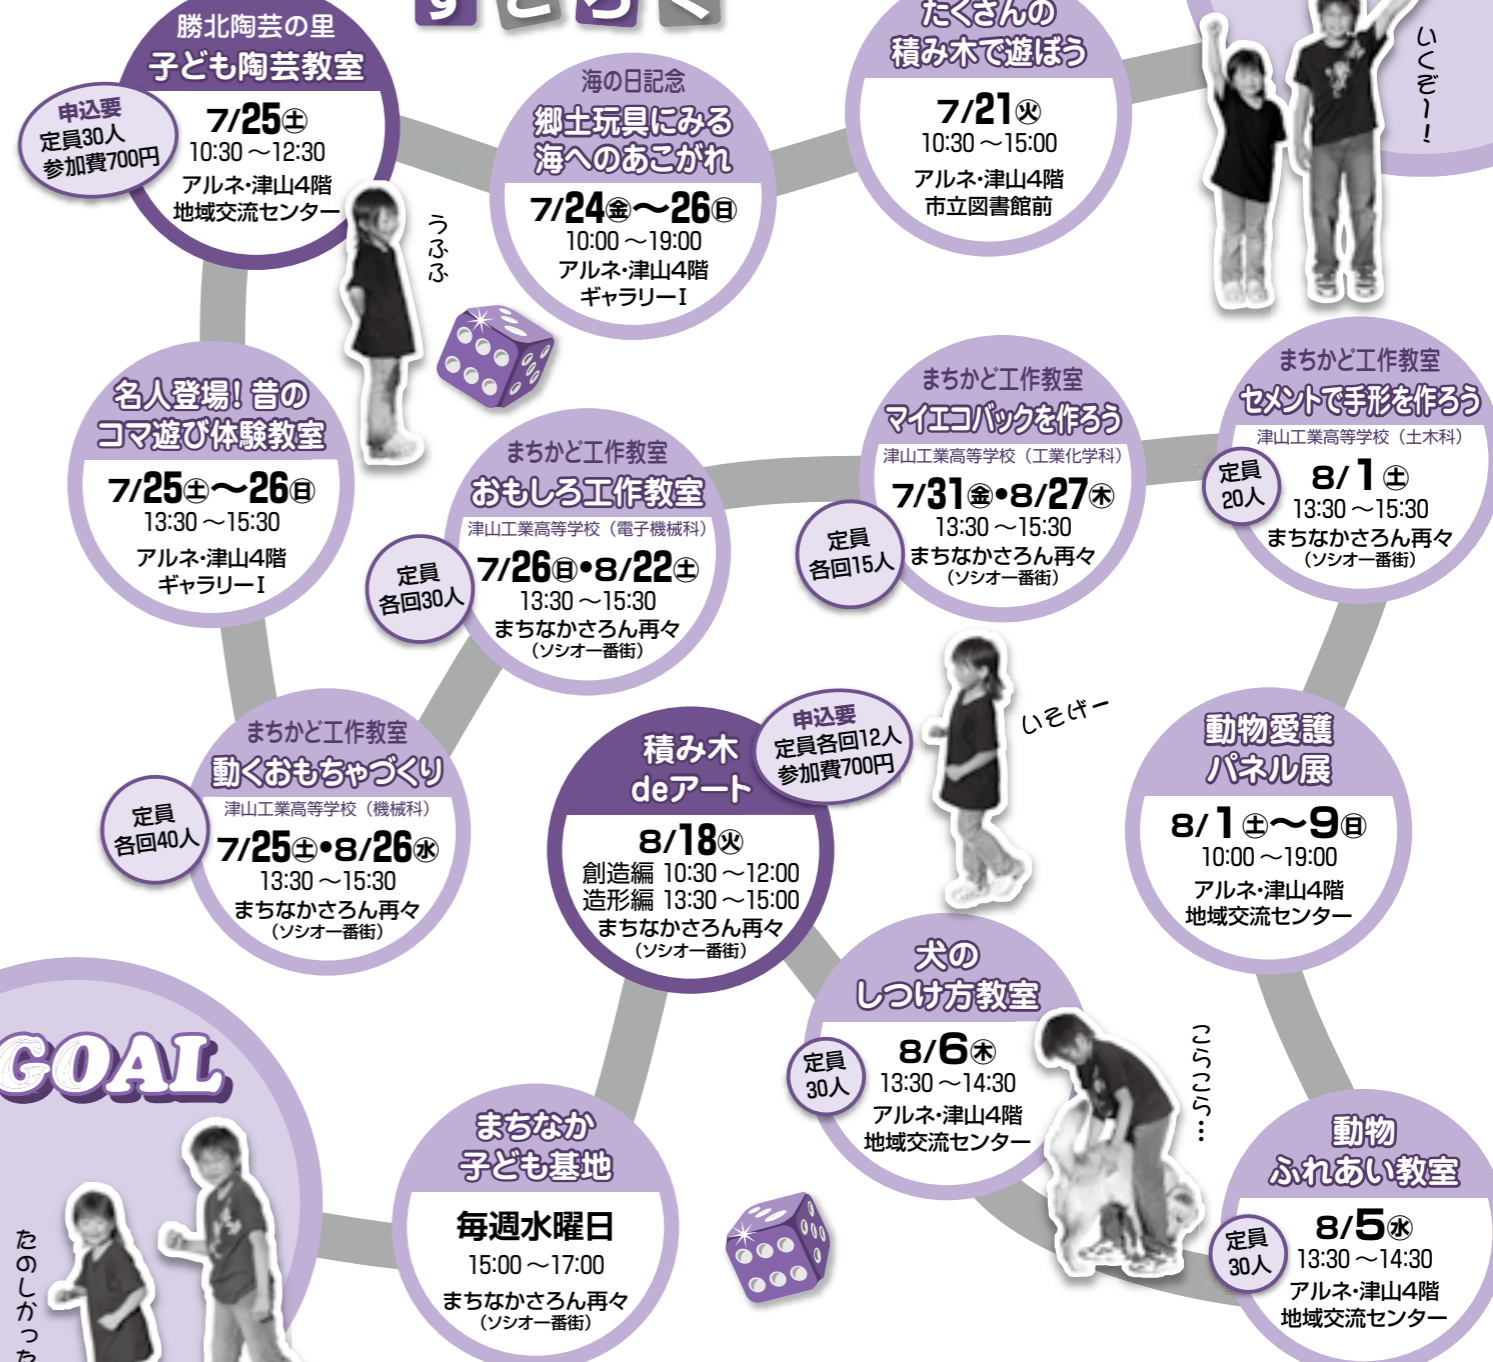 すごろく
たくさんの
積み木で遊ぼう
7/21㊋
10:30～15:00
アルネ・津山4階
市立図書館前
いくぞー！
海の日記念
郷土玩具にみる
海へのあこがれ
7/24㊎～26㊐
10:00～19:00
アルネ・津山4階
ギャラリーⅠ
勝北陶芸の里
子ども陶芸教室
申込要
定員30人
参加費700円
7/25㊏
10:30～12:30
アルネ・津山4階
地域交流センター
うふふ
名人登場！昔の
コマ遊び体験教室
7/25㊏～26㊐
13:30～15:30
アルネ・津山4階
ギャラリーⅠ
まちかど工作教室
動くおもちゃづくり
津山工業高等学校（機械科）
定員
各回40人
7/25㊏•8/26㊌
13:30～15:30
まちなかさろん再々
（ソシオ一番街）
まちかど工作教室
おもしろ工作教室
津山工業高等学校（電子機械科）
定員
各回30人
7/26㊐•8/22㊏
13:30～15:30
まちなかさろん再々
（ソシオ一番街）
まちかど工作教室
マイエコバックを作ろう
津山工業高等学校（工業化学科）
定員
各回15人
7/31㊎•8/27㊍
13:30～15:30
まちなかさろん再々
（ソシオ一番街）
まちかど工作教室
セメントで手形を作ろう
津山工業高等学校（土木科）
定員
20人
8/1㊏
13:30～15:30
まちなかさろん再々
（ソシオ一番街）
動物愛護
パネル展
8/1㊏～9㊐
10:00～19:00
アルネ・津山4階
地域交流センター
動物
ふれあい教室
定員
30人
8/5㊌
13:30～14:30
アルネ・津山4階
地域交流センター
こらこら…
犬の
しつけ方教室
定員
30人
8/6㊍
13:30～14:30
アルネ・津山4階
地域交流センター
いそげー
積み木
deアート
申込要
定員各回12人
参加費700円
8/18㊋
創造編 10:30～12:00
造形編 13:30～15:00
まちなかさろん再々
（ソシオ一番街）
まちなか
子ども基地
毎週水曜日
15:00～17:00
まちなかさろん再々
（ソシオ一番街）
GOAL
たのしかった